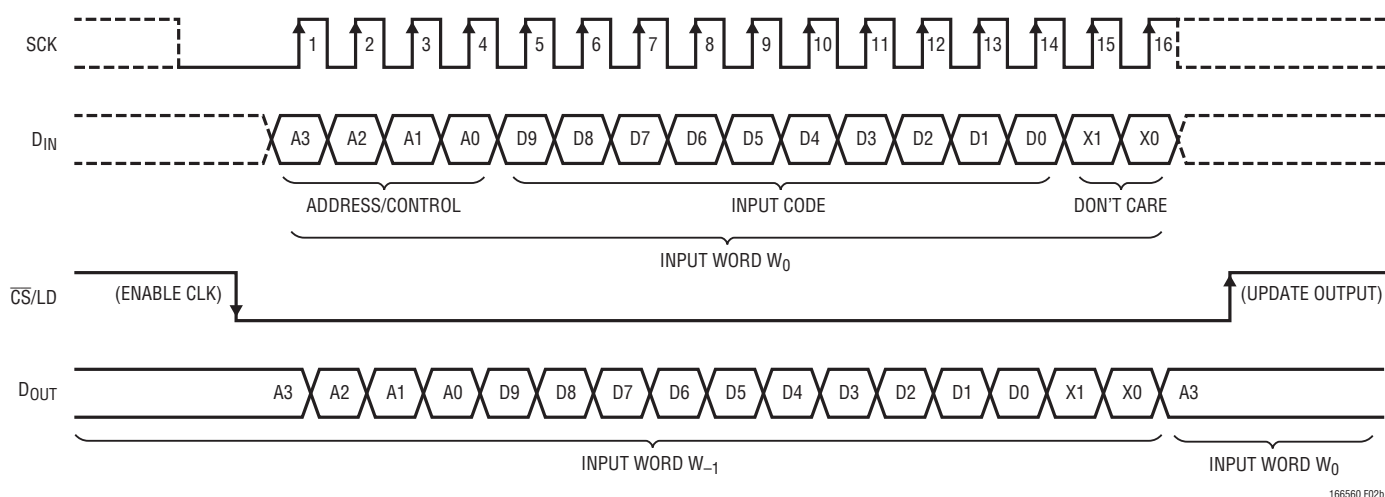 SCK 1 2 3 4 5 6 7 8 9 10 11 12 13 14 15 16
DIN A3 A2 A1 A0 D9 D8 D7 D6 D5 D4 D3 D2 D1 D0 X1 X0
ADDRESS/CONTROL INPUT CODE DON'T CARE
INPUT WORD W0
CS/LD (ENABLE CLK) (UPDATE OUTPUT)
DOUT A3 A2 A1 A0 D9 D8 D7 D6 D5 D4 D3 D2 D1 D0 X1 X0 A3
INPUT WORD W–1 INPUT WORD W0
166560 F02b